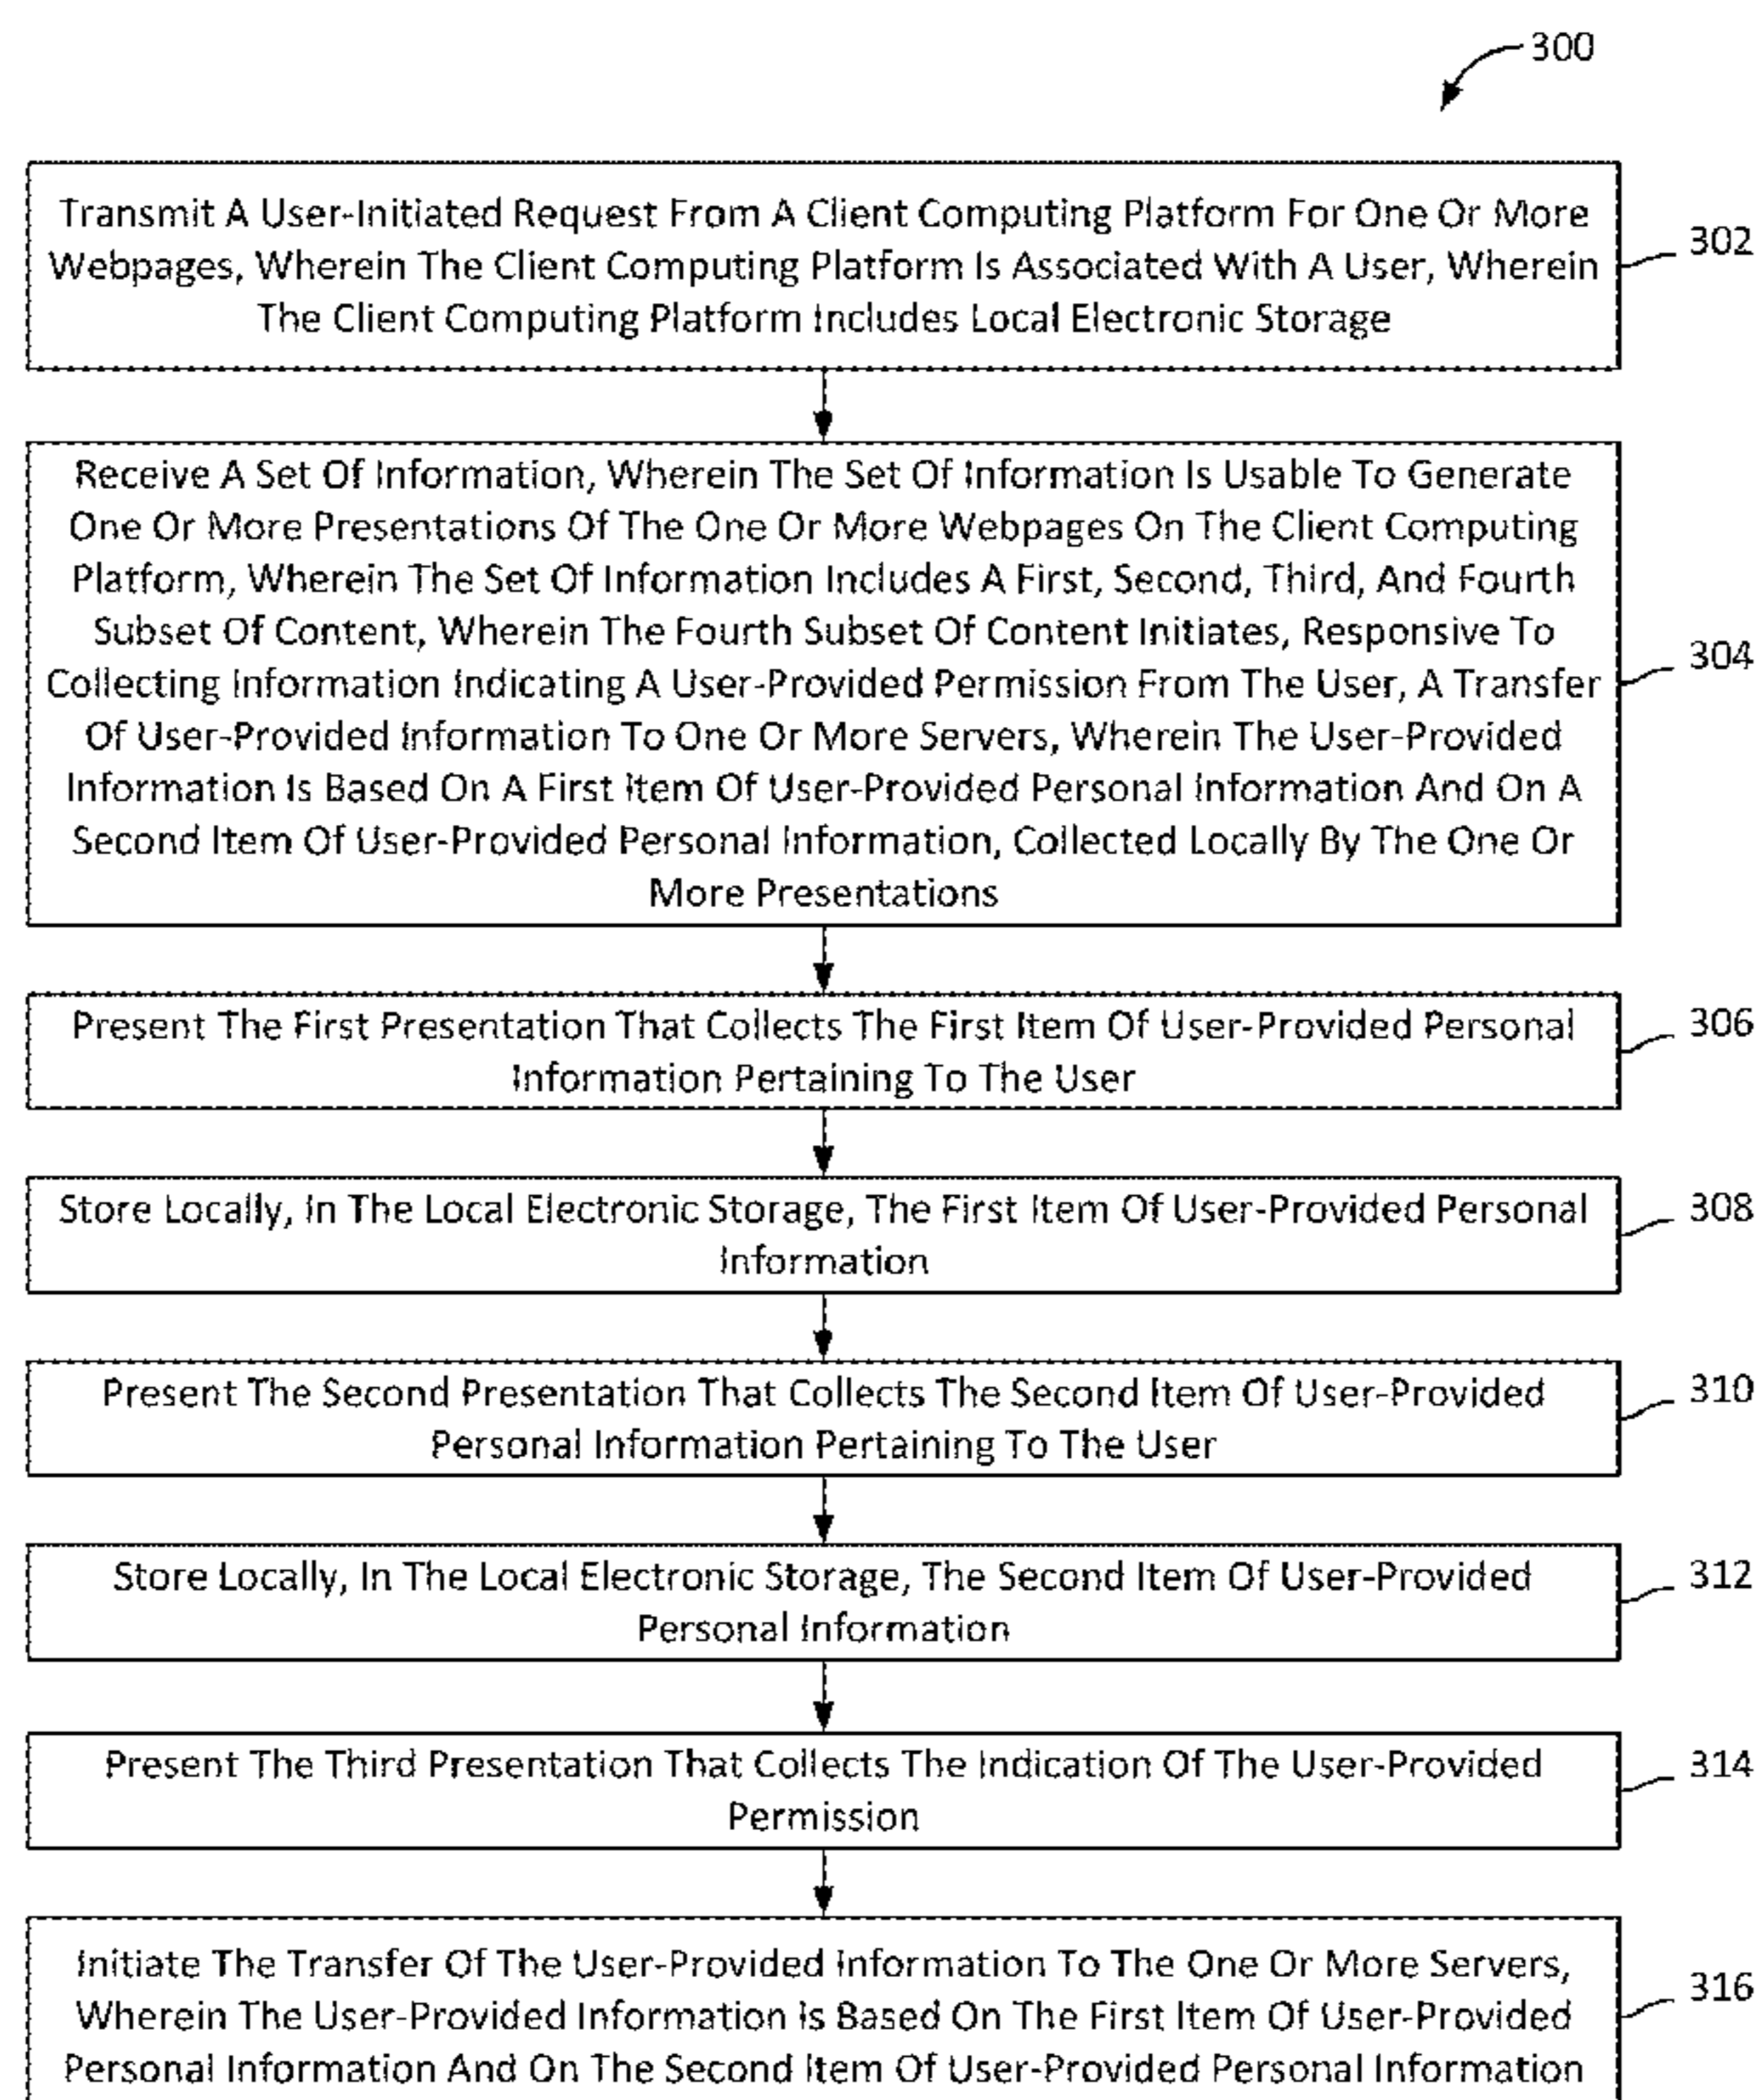 300
Transmit A User-Initiated Request From A Client Computing Platform For One Or More
Webpages, Wherein The Client Computing Platform Is Associated With A User, Wherein
The Client Computing Platform Includes Local Electronic Storage
302
Receive A Set Of Information, Wherein The Set Of Information Is Usable To Generate
One Or More Presentations Of The One Or More Webpages On The Client Computing
Platform, Wherein The Set Of Information Includes A First, Second, Third, And Fourth
Subset Of Content, Wherein The Fourth Subset Of Content Initiates, Responsive To
Collecting Information Indicating A User-Provided Permission From The User, A Transfer
Of User-Provided Information To One Or More Servers, Wherein The User-Provided
Information Is Based On A First Item Of User-Provided Personal Information And On A
Second Item Of User-Provided Personal Information, Collected Locally By The One Or
More Presentations
304
Present The First Presentation That Collects The First Item Of User-Provided Personal
Information Pertaining To The User
306
Store Locally, In The Local Electronic Storage, The First Item Of User-Provided Personal
Information
308
Present The Second Presentation That Collects The Second Item Of User-Provided
Personal Information Pertaining To The User
310
Store Locally, In The Local Electronic Storage, The Second Item Of User-Provided
Personal Information
312
Present The Third Presentation That Collects The Indication Of The User-Provided
Permission
314
Initiate The Transfer Of The User-Provided Information To The One Or More Servers,
Wherein The User-Provided Information Is Based On The First Item Of User-Provided
Personal Information And On The Second Item Of User-Provided Personal Information
316